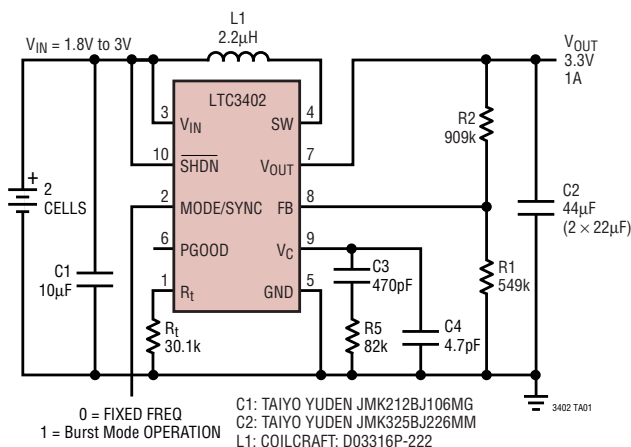 L1
2.2µH
V_IN = 1.8V to 3V
V_OUT
3.3V
1A
LTC3402
3
V_IN
SW
4
10
SHDN
V_OUT
7
R2
909k
2
MODE/SYNC
FB
8
+
2
CELLS
C2
44µF
(2 × 22µF)
6
PGOOD
V_C
9
C1
10µF
C3
470pF
R1
549k
1
R_t
GND
5
R_t
30.1k
R5
82k
C4
4.7pF
3402 TA01
0 = FIXED FREQ
1 = Burst Mode OPERATION
C1: TAIYO YUDEN JMK212BJ106MG
C2: TAIYO YUDEN JMK325BJ226MM
L1: COILCRAFT: D03316P-222